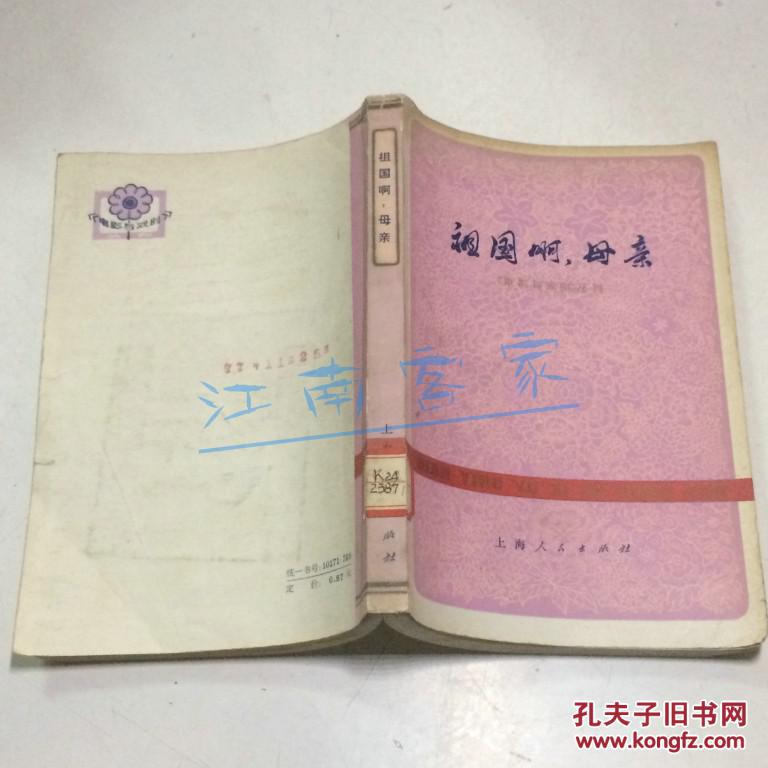 《电影与戏剧》
祖国啊,母亲
上
K24
2387
版社
统一书号:10171·
定 价: 0.87 元
祖国啊、母亲
上海人民出版社
江南客家
孔夫子旧书网
www.kongfz.com